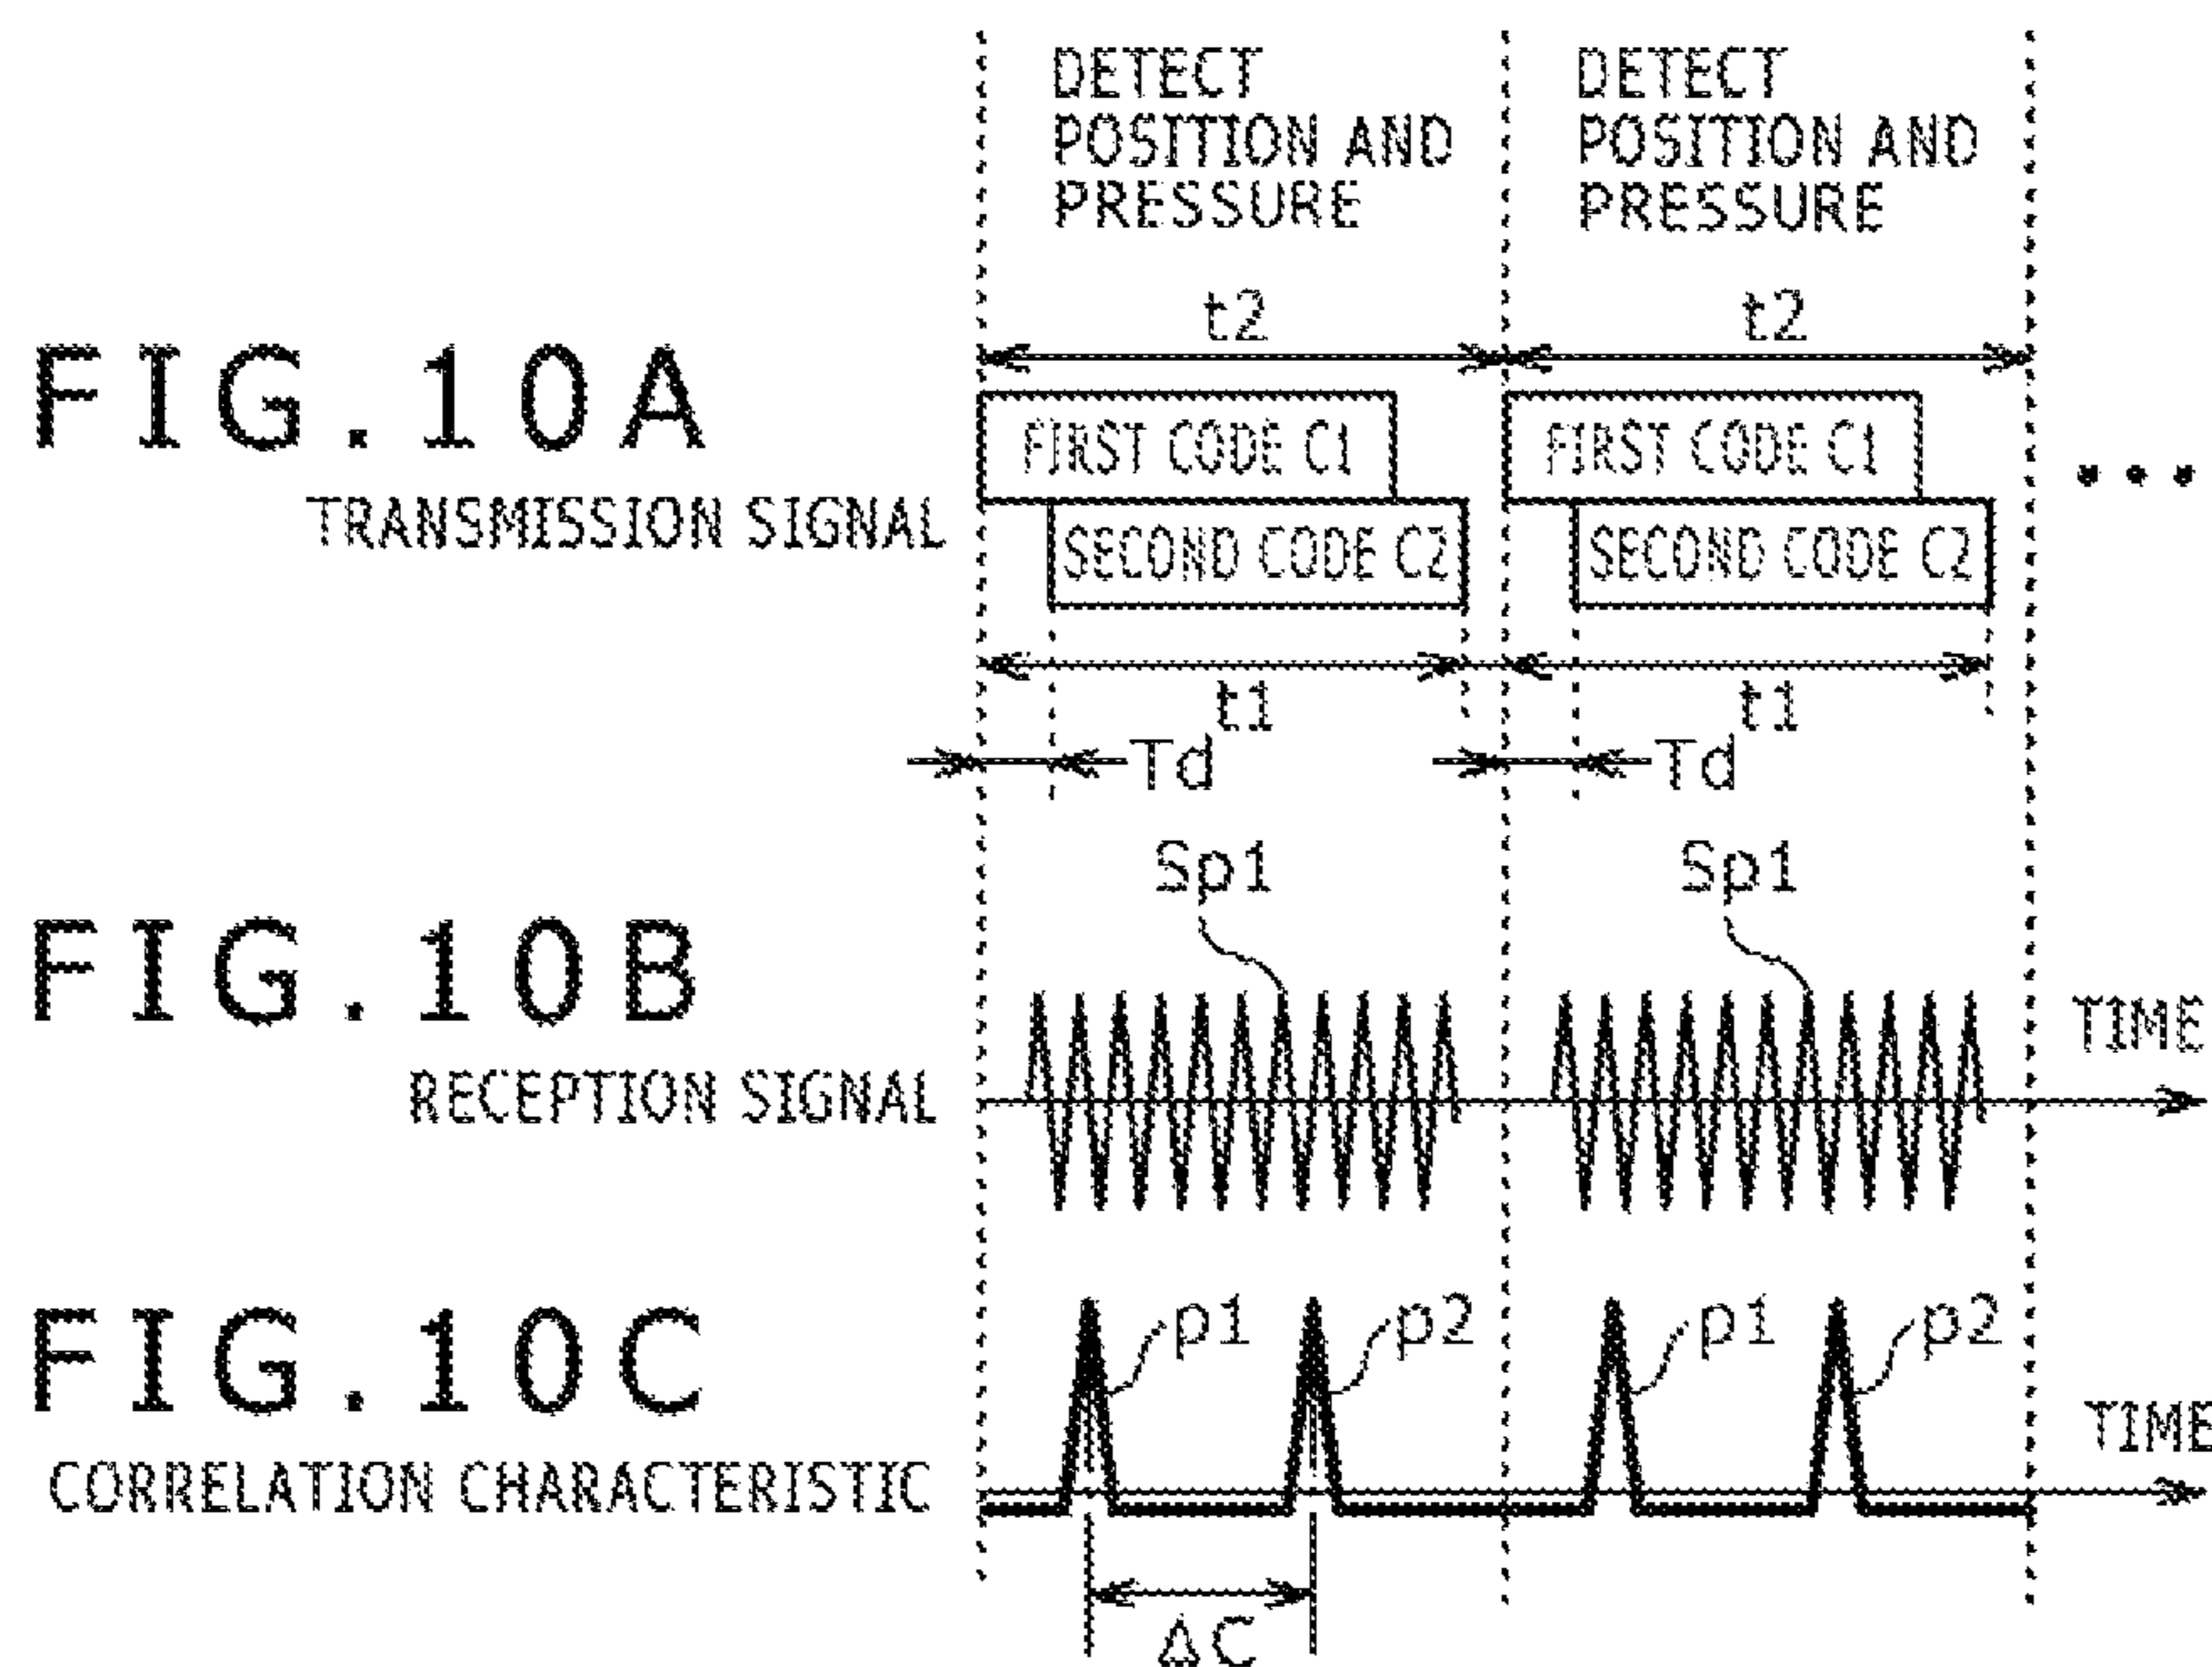 DETECT
POSITION AND
PRESSURE
DETECT
POSITION AND
PRESSURE
t2
t2
FIG.10A
TRANSMISSION SIGNAL
FIRST CODE C1
FIRST CODE C1
...
SECOND CODE C2
SECOND CODE C2
t1
t1
Td
Td
Sp1
Sp1
FIG.10B
RECEPTION SIGNAL
TIME
FIG.10C
CORRELATION CHARACTERISTIC
p1
p2
p1
p2
TIME
ΔC